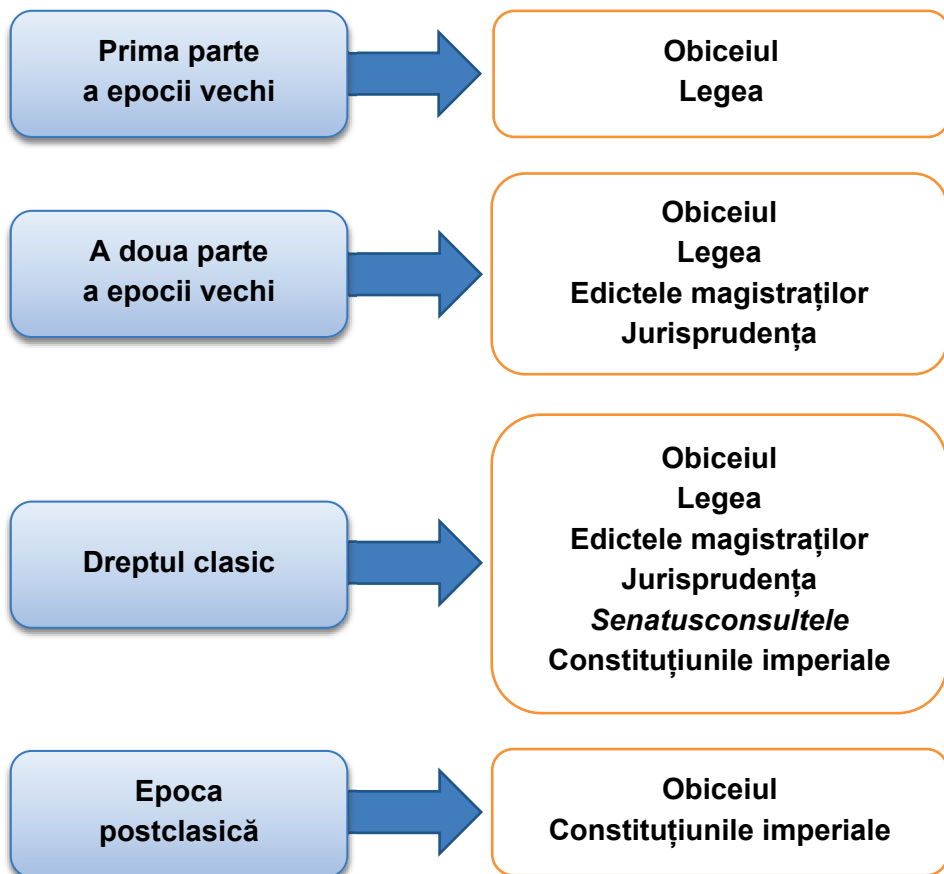 Prima parte
a epocii vechi
Obiceiul
Legea
A doua parte
a epocii vechi
Obiceiul
Legea
Edictele magistraților
Jurisprudența
Dreptul clasic
Obiceiul
Legea
Edictele magistraților
Jurisprudența
Senatusconsultele
Constituțiunile imperiale
Epoca
postclasică
Obiceiul
Constituțiunile imperiale